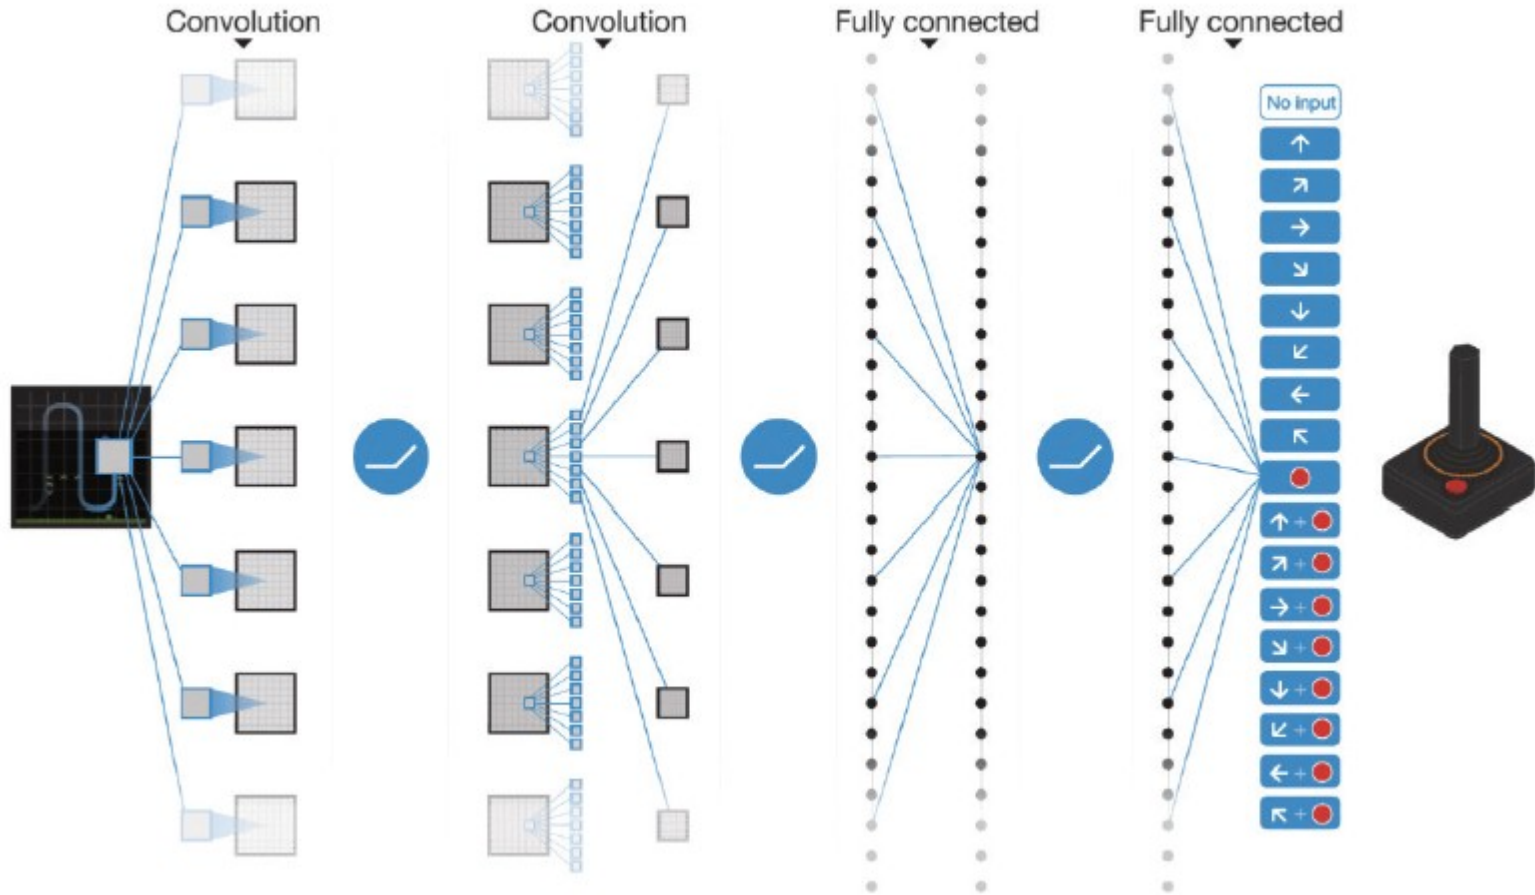 Convolution
Convolution
Fully connected
Fully connected
No input
+
+
+
+
+
+
+
+